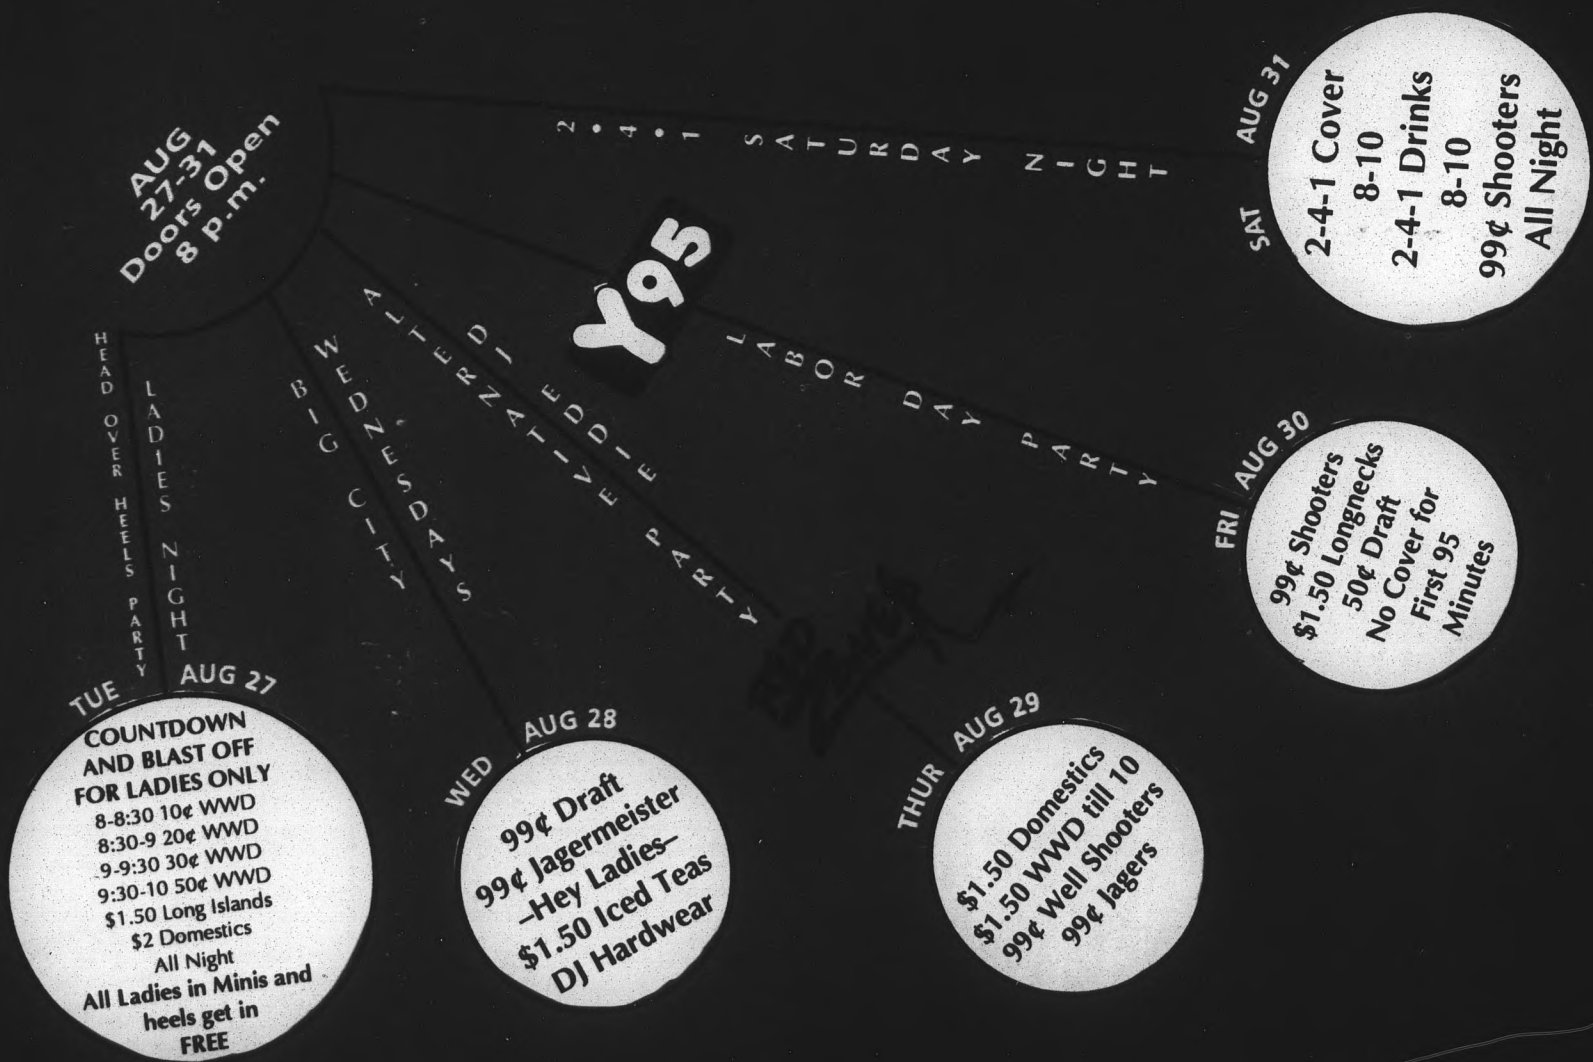 AUG
27-31
Doors Open
8 p.m.
HEAD OVER HEELS PARTY
LADIES NIGHT
TUE AUG 27
COUNTDOWN
AND BLAST OFF
FOR LADIES ONLY
8-8:30 10¢ WWD
8:30-9 20¢ WWD
9-9:30 30¢ WWD
9:30-10 50¢ WWD
$1.50 Long Islands
$2 Domestics
All Night
All Ladies in Minis and
heels get in
FREE
BIG CITY
WEDNESDAYS
WED AUG 28
99¢ Draft
99¢ Jagermeister
–Hey Ladies–
$1.50 Iced Teas
DJ Hardwear
ALTERNATIVE PARTY
DJ EDDIE
THUR AUG 29
$1.50 Domestics
$1.50 WWD till 10
99¢ Well Shooters
99¢ Jagers
Y95
LABOR DAY PARTY
FRI AUG 30
99¢ Shooters
$1.50 Longnecks
50¢ Draft
No Cover for
First 95
Minutes
2•4•1 SATURDAY NIGHT
SAT AUG 31
2-4-1 Cover
8-10
2-4-1 Drinks
8-10
99¢ Shooters
All Night